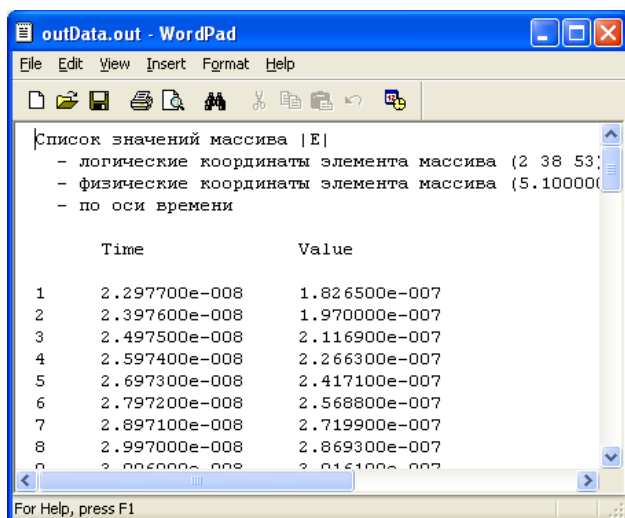 outData.out - WordPad
File Edit View Insert Format Help
Список значений массива |E|
- логические координаты элемента массива (2 38 53)
- физические координаты элемента массива (5.10000
- по оси времени
Time Value
1 2.297700e-008 1.826500e-007
2 2.397600e-008 1.970000e-007
3 2.497500e-008 2.116900e-007
4 2.597400e-008 2.266300e-007
5 2.697300e-008 2.417100e-007
6 2.797200e-008 2.568800e-007
7 2.897100e-008 2.719900e-007
8 2.997000e-008 2.869300e-007
For Help, press F1